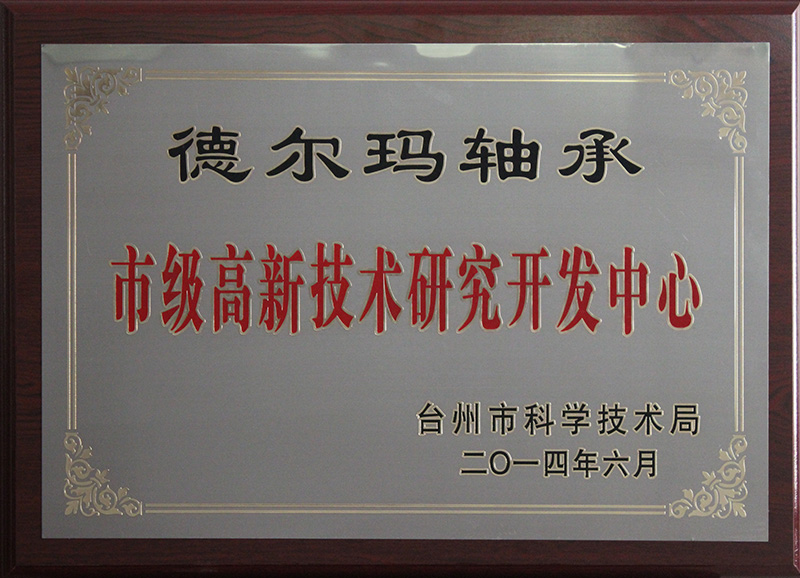 德尔玛轴承
市级高新技术研究开发中心
台州市科学技术局
二〇一四年六月